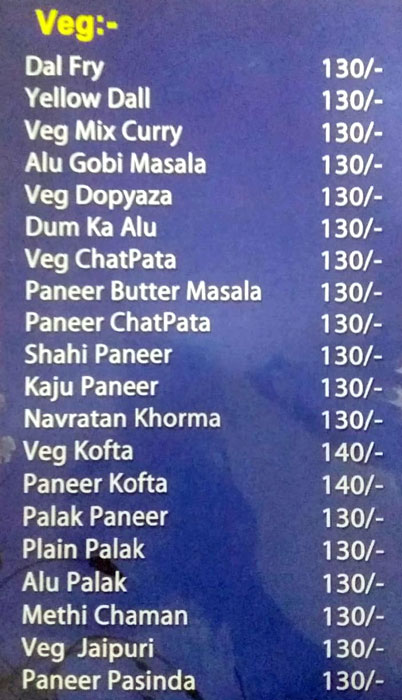 Veg:-
Dal Fry 130/-
Yellow Dall 130/-
Veg Mix Curry 130/-
Alu Gobi Masala 130/-
Veg Dopyaza 130/-
Dum Ka Alu 130/-
Veg ChatPata 130/-
Paneer Butter Masala 130/-
Paneer ChatPata 130/-
Shahi Paneer 130/-
Kaju Paneer 130/-
Navratan Khorma 130/-
Veg Kofta 140/-
Paneer Kofta 140/-
Palak Paneer 130/-
Plain Palak 130/-
Alu Palak 130/-
Methi Chaman 130/-
Veg Jaipuri 130/-
Paneer Pasinda 130/-